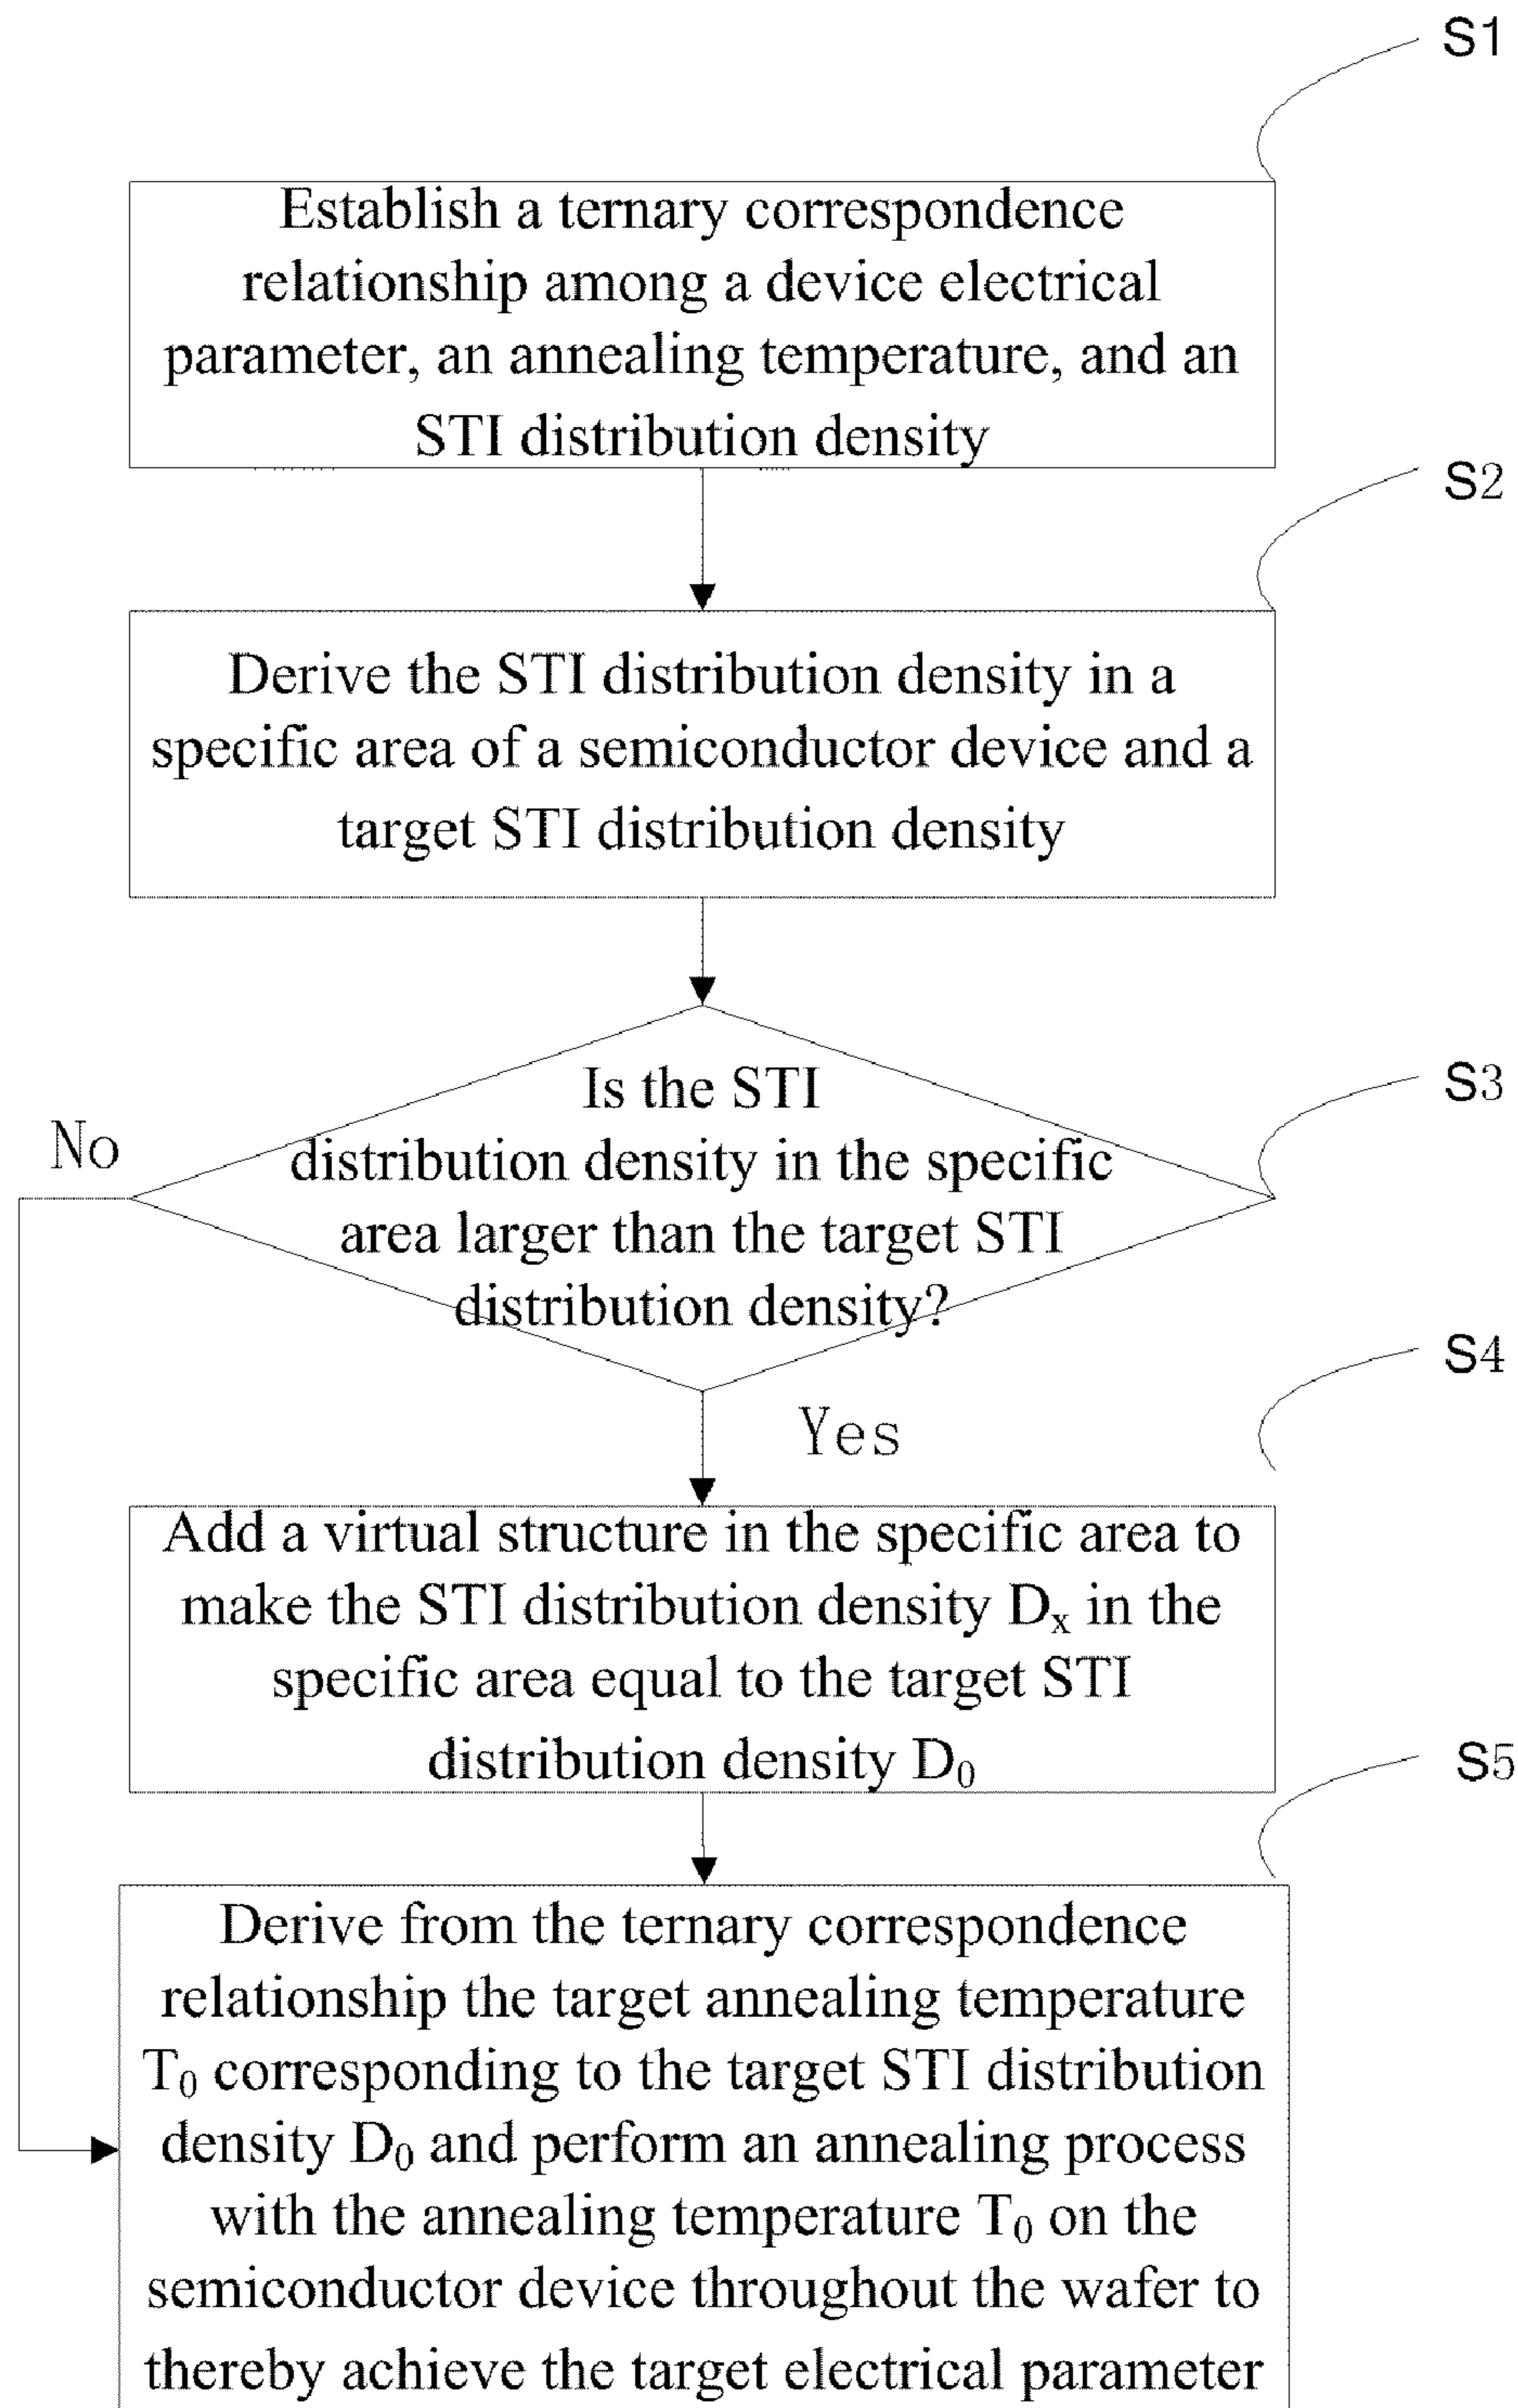 S1
Establish a ternary correspondence
relationship among a device electrical
parameter, an annealing temperature, and an
STI distribution density
S2
Derive the STI distribution density in a
specific area of a semiconductor device and a
target STI distribution density
S3
Is the STI
distribution density in the specific
area larger than the target STI
distribution density?
No
Yes
S4
Add a virtual structure in the specific area to
make the STI distribution density Dx in the
specific area equal to the target STI
distribution density D0
S5
Derive from the ternary correspondence
relationship the target annealing temperature
T0 corresponding to the target STI distribution
density D0 and perform an annealing process
with the annealing temperature T0 on the
semiconductor device throughout the wafer to
thereby achieve the target electrical parameter